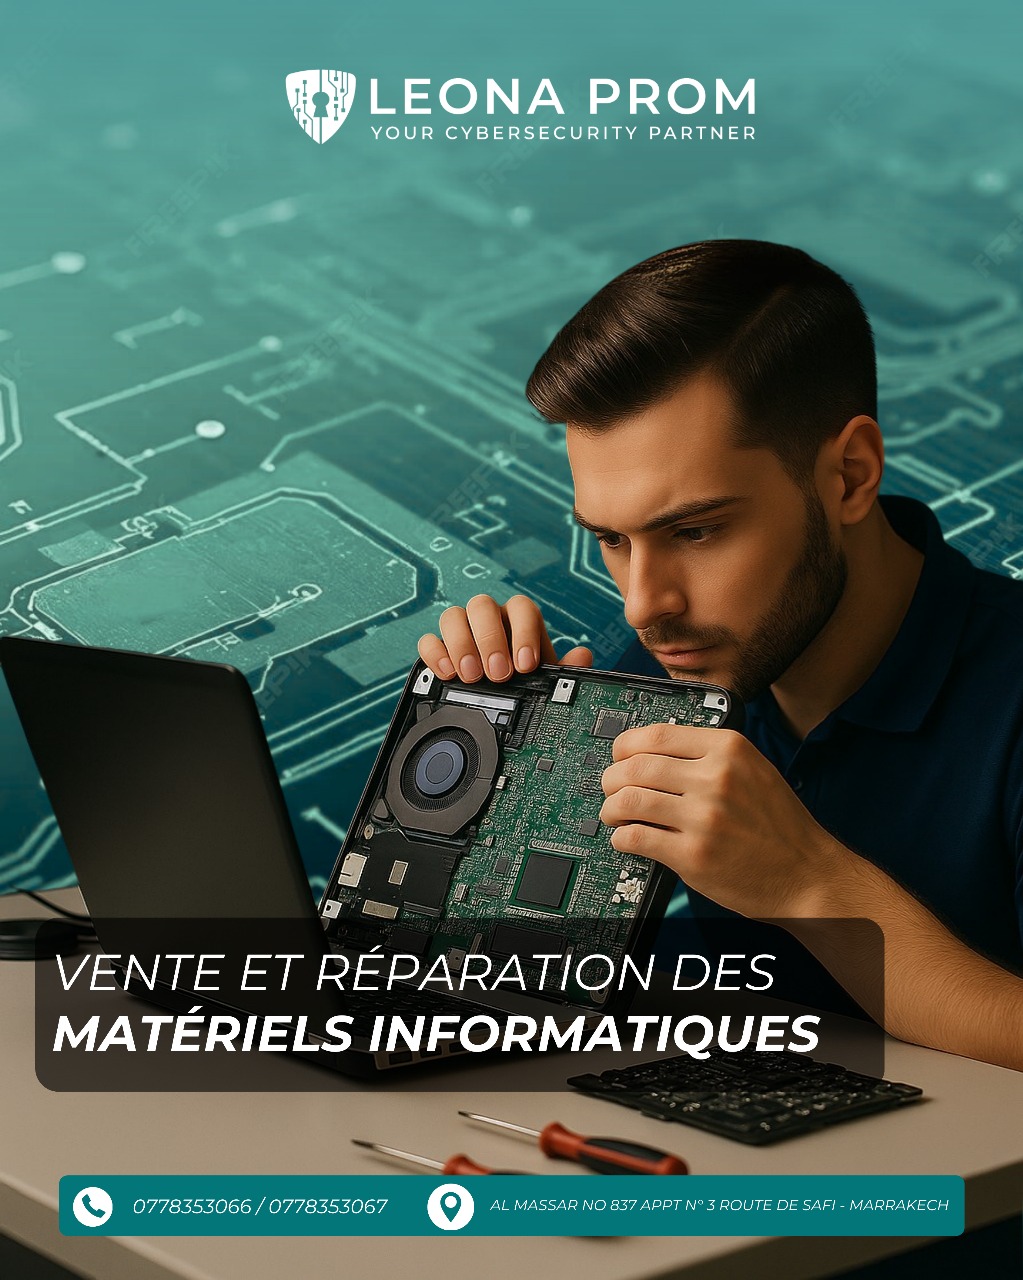 LEONA PROM
YOUR CYBERSECURITY PARTNER
VENTE ET RÉPARATION DES
MATÉRIELS INFORMATIQUES
0778353066 / 0778353067
AL MASSAR NO 837 APPT N° 3 ROUTE DE SAFI - MARRAKECH